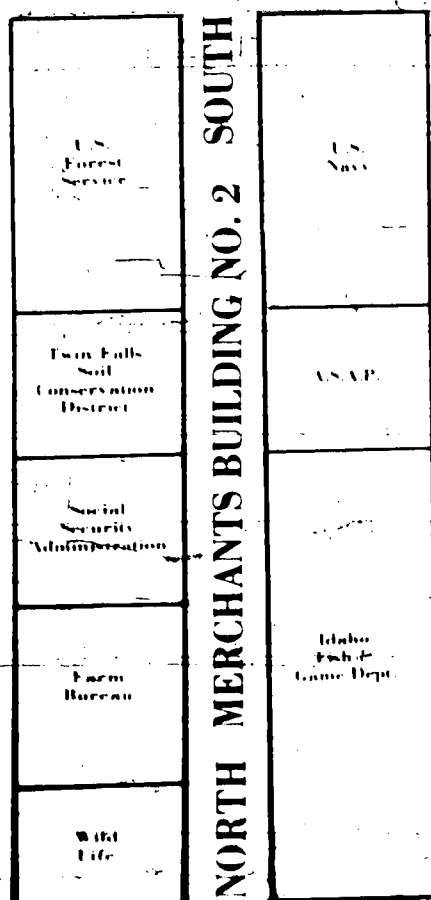 U.S.
Forest
Service
Twin Falls
Soil
Conservation
District
Social
Security
Administration
Farm
Bureau
Wild
Life
NORTH MERCHANTS BUILDING NO. 2 SOUTH
U.S.
Navy
A.S.A.P.
Idaho
Fish &
Game Dept.